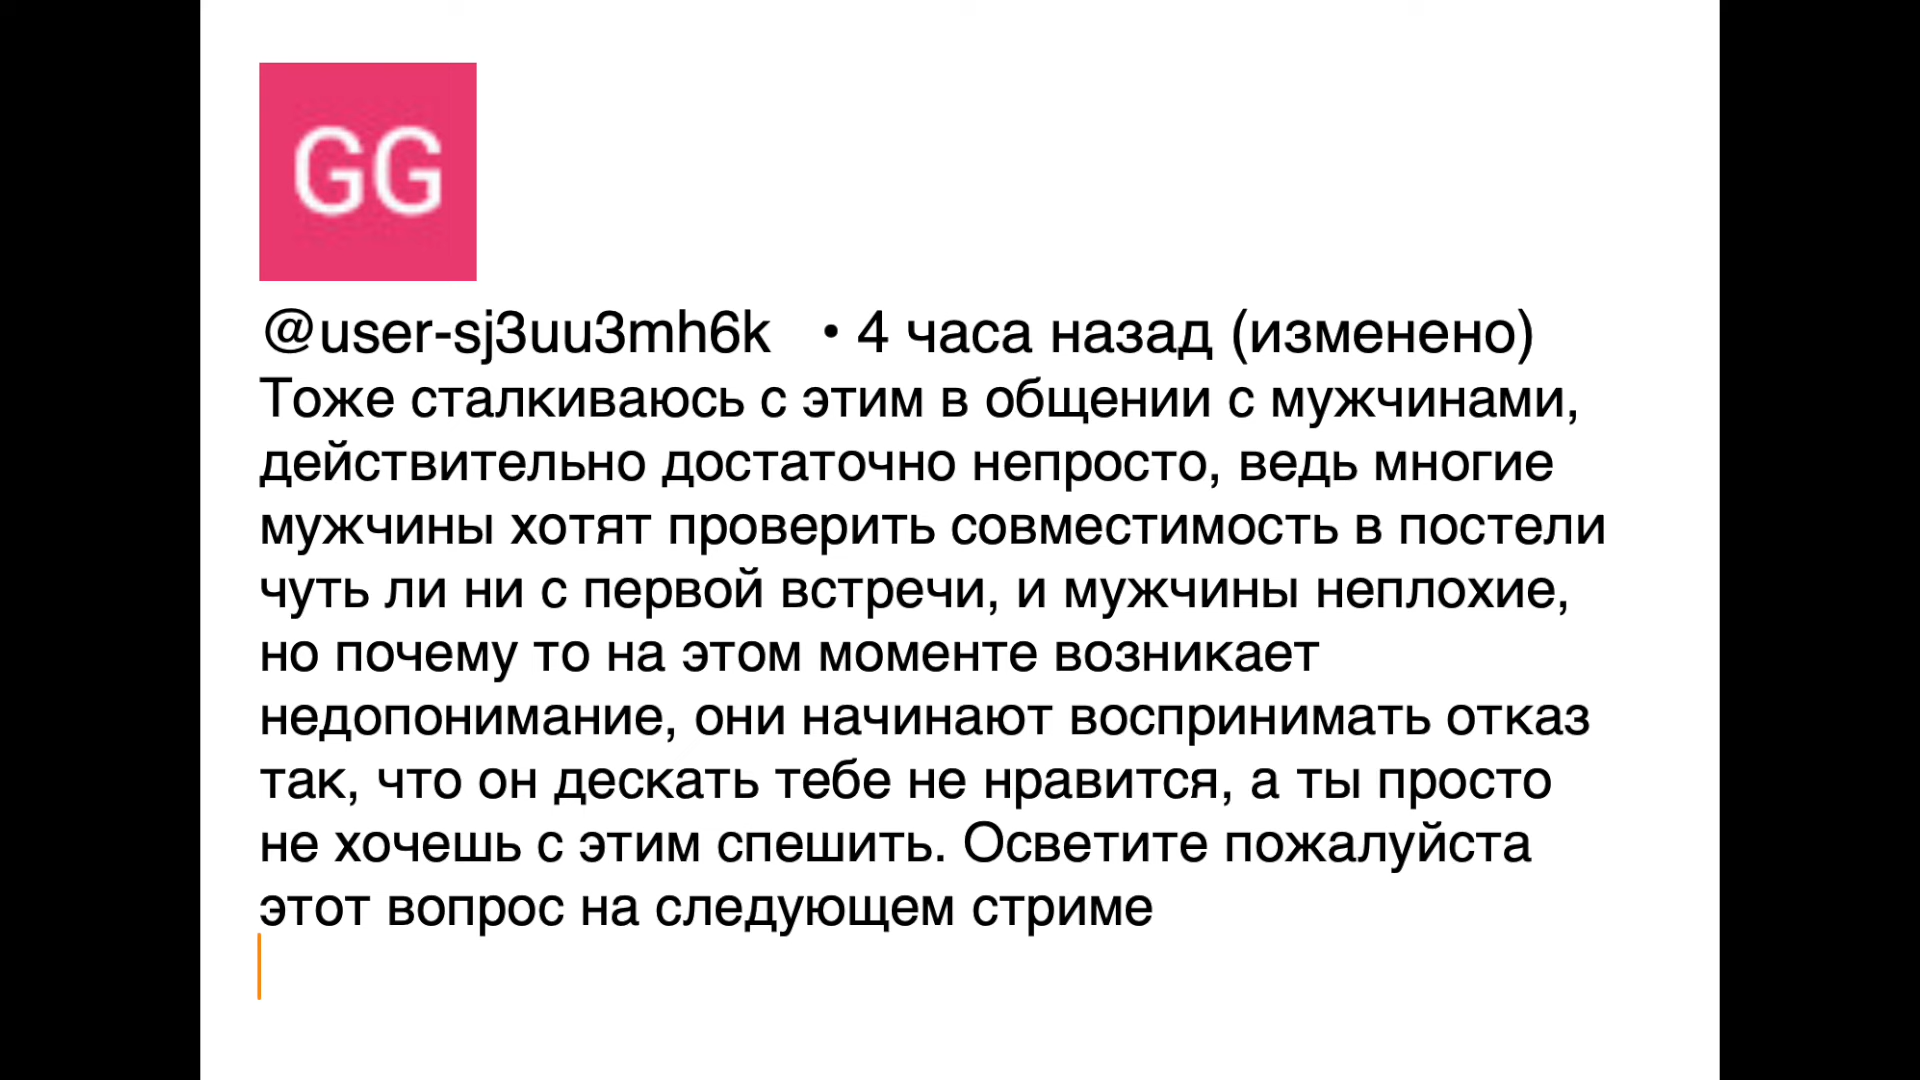 GG
@user-sj3uu3mh6k • 4 часа назад (изменено)
Тоже сталкиваюсь с этим в общении с мужчинами,
действительно достаточно непросто, ведь многие
мужчины хотят проверить совместимость в постели
чуть ли ни с первой встречи, и мужчины неплохие,
но почему то на этом моменте возникает
недопонимание, они начинают воспринимать отказ
так, что он дескать тебе не нравится, а ты просто
не хочешь с этим спешить. Осветите пожалуйста
этот вопрос на следующем стриме